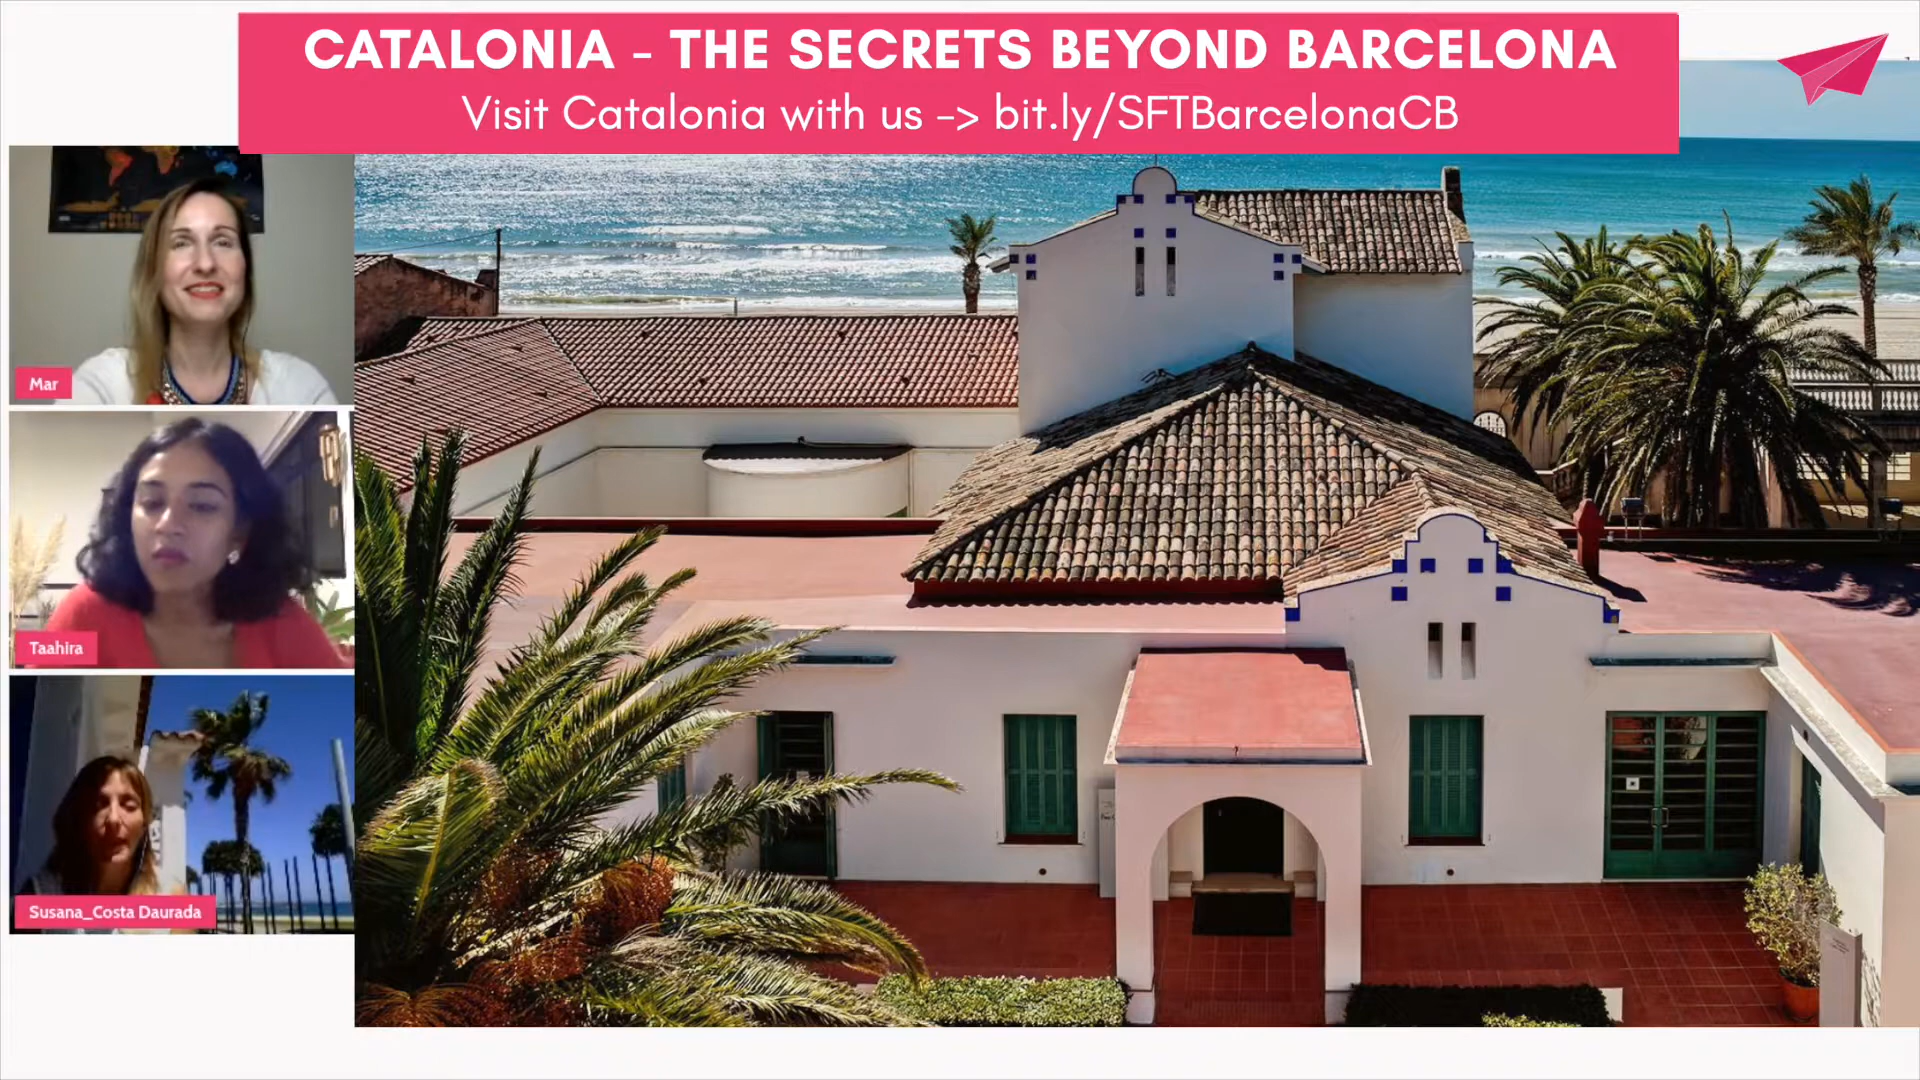 CATALONIA - THE SECRETS BEYOND BARCELONA
Visit Catalonia with us -> bit.ly/SFTBarcelonaCB
Mar
Taahira
Susana_Costa Daurada